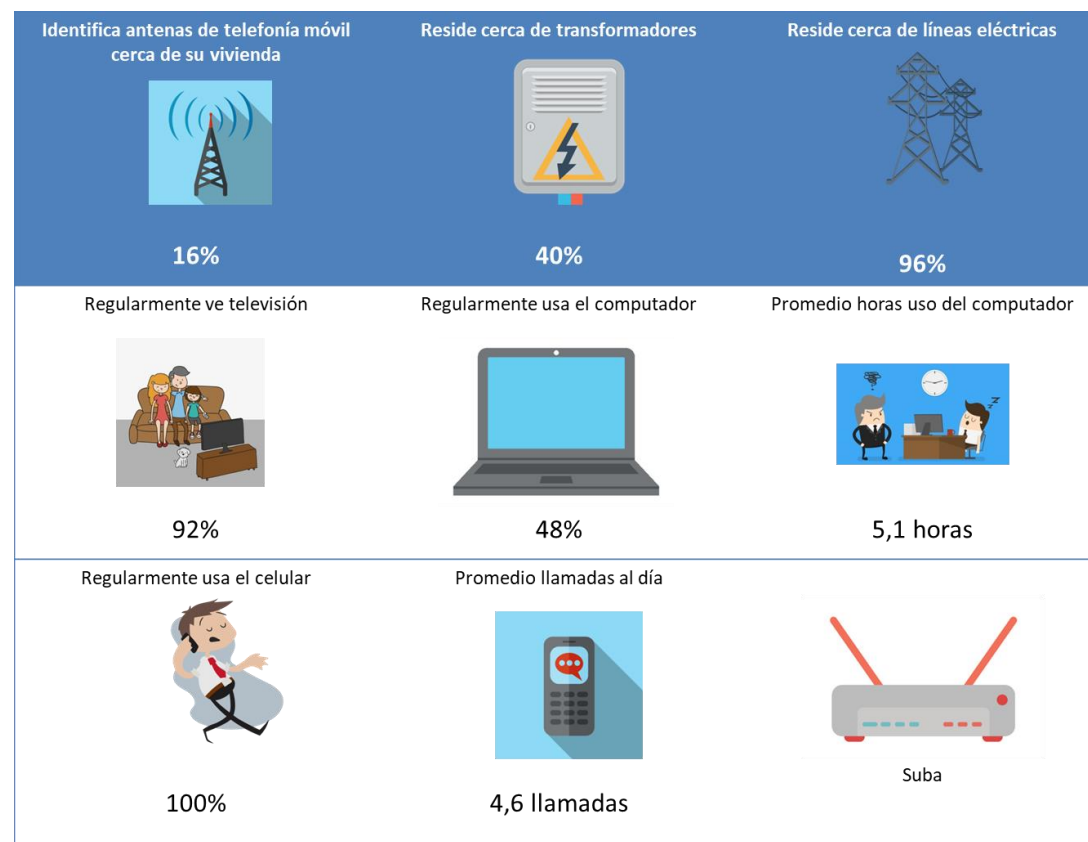 Identifica antenas de telefonía móvil
cerca de su vivienda
Reside cerca de transformadores
Reside cerca de líneas eléctricas
16%
40%
96%
Regularmente ve televisión
Regularmente usa el computador
Promedio horas uso del computador
92%
48%
5,1 horas
Regularmente usa el celular
Promedio llamadas al día
100%
4,6 llamadas
Suba